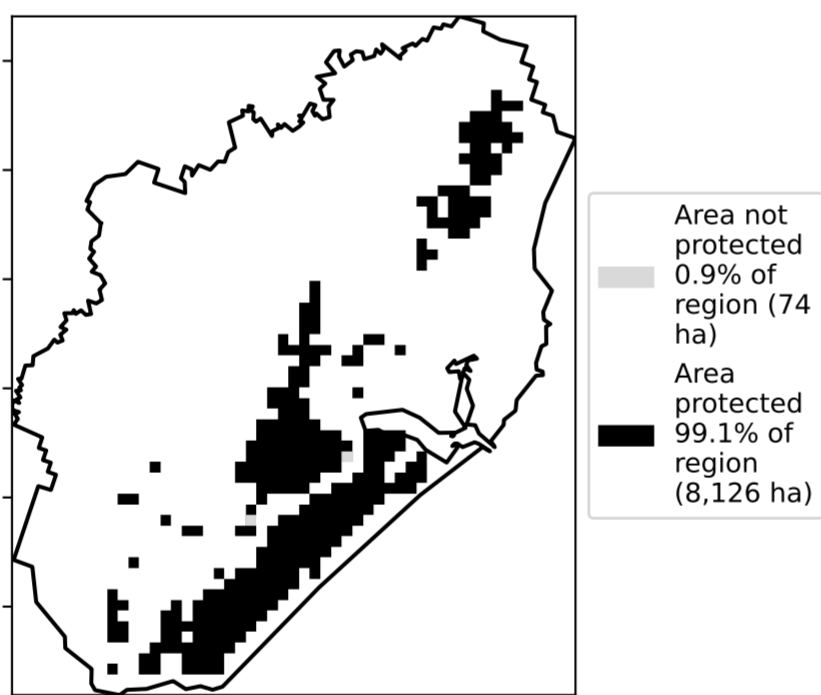 Area not
protected
0.9% of
region (74
ha)
Area
protected
99.1% of
region
(8,126 ha)